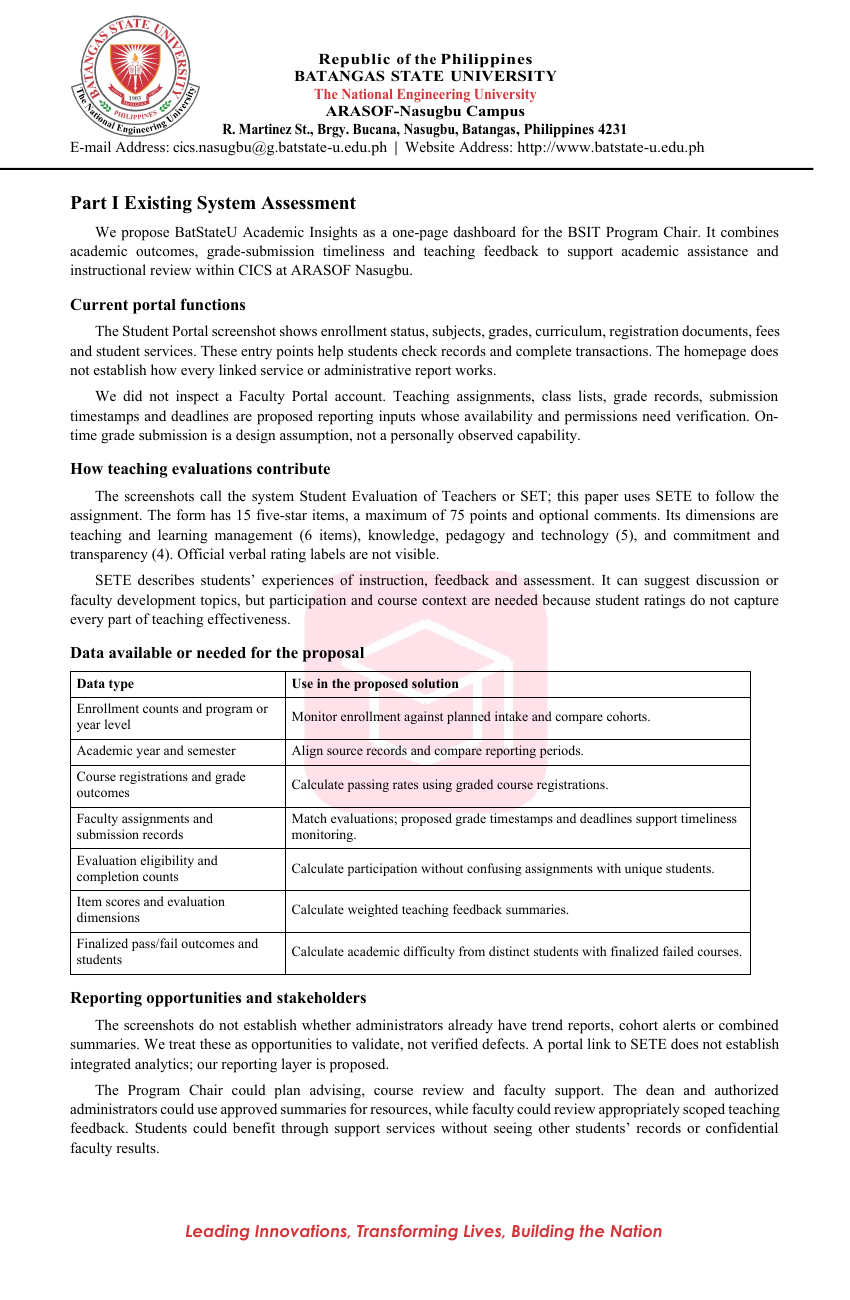 BATANGAS STATE UNIVERSITY
1903
PHILIPPINES
The National Engineering University
Republic of the Philippines
BATANGAS STATE UNIVERSITY
The National Engineering University
ARASOF-Nasugbu Campus
R. Martinez St., Brgy. Bucana, Nasugbu, Batangas, Philippines 4231
E-mail Address: cics.nasugbu@g.batstate-u.edu.ph | Website Address: http://www.batstate-u.edu.ph
Part I Existing System Assessment
We propose BatStateU Academic Insights as a one-page dashboard for the BSIT Program Chair. It combines
academic outcomes, grade-submission timeliness and teaching feedback to support academic assistance and
instructional review within CICS at ARASOF Nasugbu.
Current portal functions
The Student Portal screenshot shows enrollment status, subjects, grades, curriculum, registration documents, fees
and student services. These entry points help students check records and complete transactions. The homepage does
not establish how every linked service or administrative report works.
We did not inspect a Faculty Portal account. Teaching assignments, class lists, grade records, submission
timestamps and deadlines are proposed reporting inputs whose availability and permissions need verification. On-
time grade submission is a design assumption, not a personally observed capability.
How teaching evaluations contribute
The screenshots call the system Student Evaluation of Teachers or SET; this paper uses SETE to follow the
assignment. The form has 15 five-star items, a maximum of 75 points and optional comments. Its dimensions are
teaching and learning management (6 items), knowledge, pedagogy and technology (5), and commitment and
transparency (4). Official verbal rating labels are not visible.
SETE describes students’ experiences of instruction, feedback and assessment. It can suggest discussion or
faculty development topics, but participation and course context are needed because student ratings do not capture
every part of teaching effectiveness.
Data available or needed for the proposal
Data type
Use in the proposed solution
Enrollment counts and program or
year level
Monitor enrollment against planned intake and compare cohorts.
Academic year and semester
Align source records and compare reporting periods.
Course registrations and grade
outcomes
Calculate passing rates using graded course registrations.
Faculty assignments and
submission records
Match evaluations; proposed grade timestamps and deadlines support timeliness
monitoring.
Evaluation eligibility and
completion counts
Calculate participation without confusing assignments with unique students.
Item scores and evaluation
dimensions
Calculate weighted teaching feedback summaries.
Finalized pass/fail outcomes and
students
Calculate academic difficulty from distinct students with finalized failed courses.
Reporting opportunities and stakeholders
The screenshots do not establish whether administrators already have trend reports, cohort alerts or combined
summaries. We treat these as opportunities to validate, not verified defects. A portal link to SETE does not establish
integrated analytics; our reporting layer is proposed.
The Program Chair could plan advising, course review and faculty support. The dean and authorized
administrators could use approved summaries for resources, while faculty could review appropriately scoped teaching
feedback. Students could benefit through support services without seeing other students’ records or confidential
faculty results.
Leading Innovations, Transforming Lives, Building the Nation